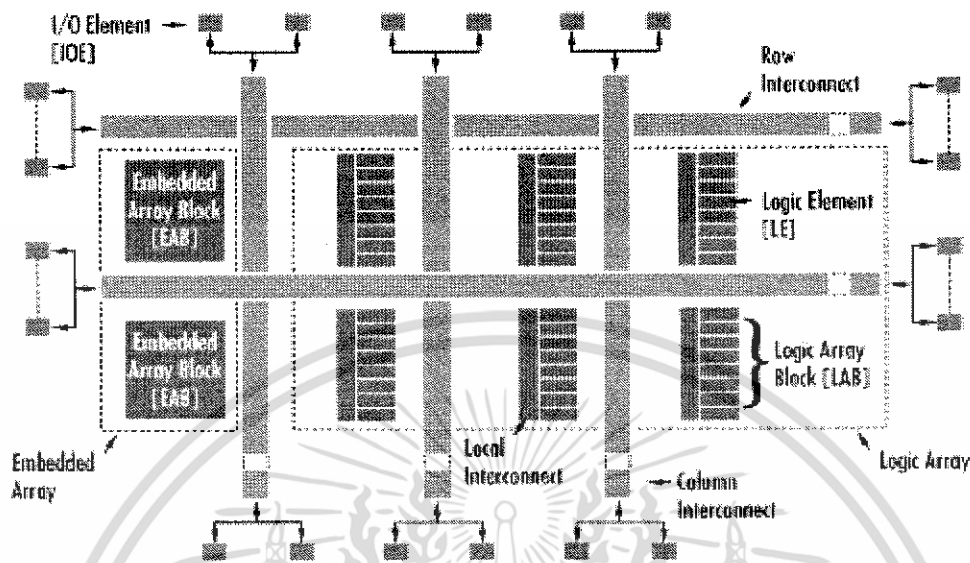 I/O Element
[IOE]
Row
Interconnect
Embedded
Array Block
[EAB]
Logic Element
[LE]
Embedded
Array Block
[EAB]
Logic Array
Block [LAB]
Embedded
Array
Local
Interconnect
Logic Array
Column
Interconnect